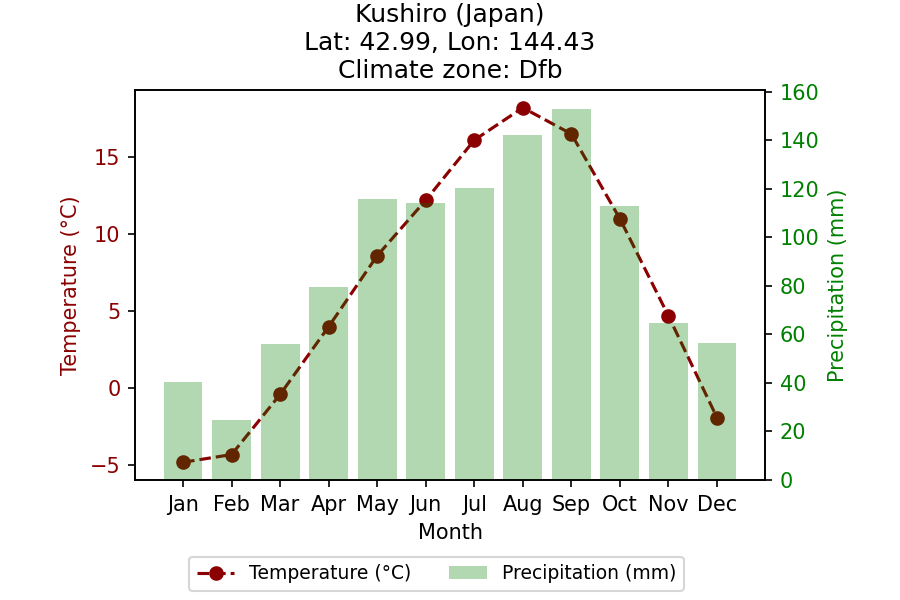 Kushiro (Japan)
Lat: 42.99, Lon: 144.43
Climate zone: Dfb
Temperature (°C)
15
10
5
0
−5
160
140
120
100
80
60
40
20
0
Precipitation (mm)
Jan Feb Mar Apr May Jun Jul Aug Sep Oct Nov Dec
Month
Temperature (°C) Precipitation (mm)